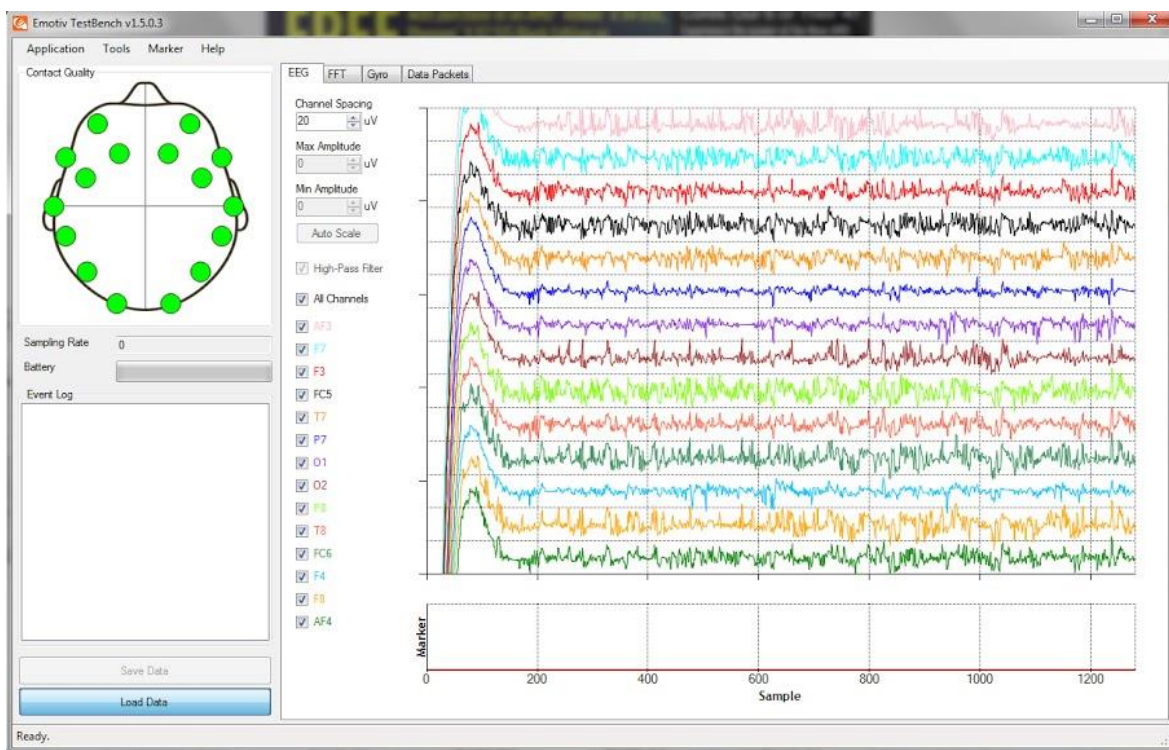 Emotiv TestBench v1.5.0.3
Application Tools Marker Help
Contact Quality
Sampling Rate 0
Battery
Event Log
Save Data
Load Data
Ready.
EEG FFT Gyro Data Packets
Channel Spacing
20 uV
Max Amplitude
0 uV
Min Amplitude
0 uV
Auto Scale
High-Pass Filter
All Channels
AF3
F7
F3
FC5
T7
P7
O1
O2
P8
T8
FC6
F4
F8
AF4
Marker
0 200 400 600 800 1000 1200
Sample